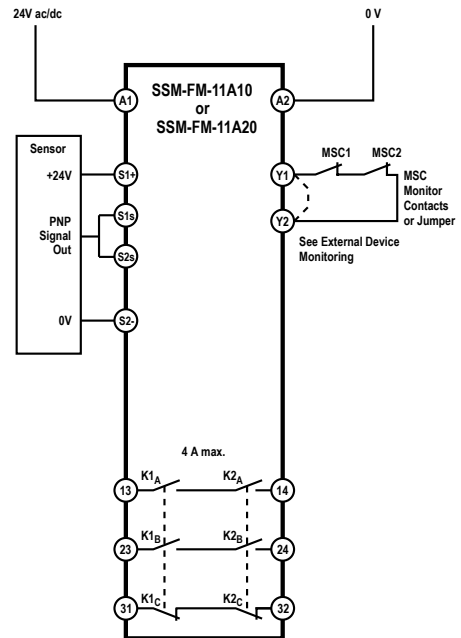 24V ac/dc
0 V
SSM-FM-11A10
or
SSM-FM-11A20
A1
A2
Sensor
+24V
S1+
PNP
Signal
Out
S1s
S2s
0V
S2-
Y1
Y2
MSC1
MSC2
MSC
Monitor
Contacts
or Jumper
See External Device
Monitoring
4 A max.
13
K1A
K2A
14
23
K1B
K2B
24
31
K1C
K2C
32